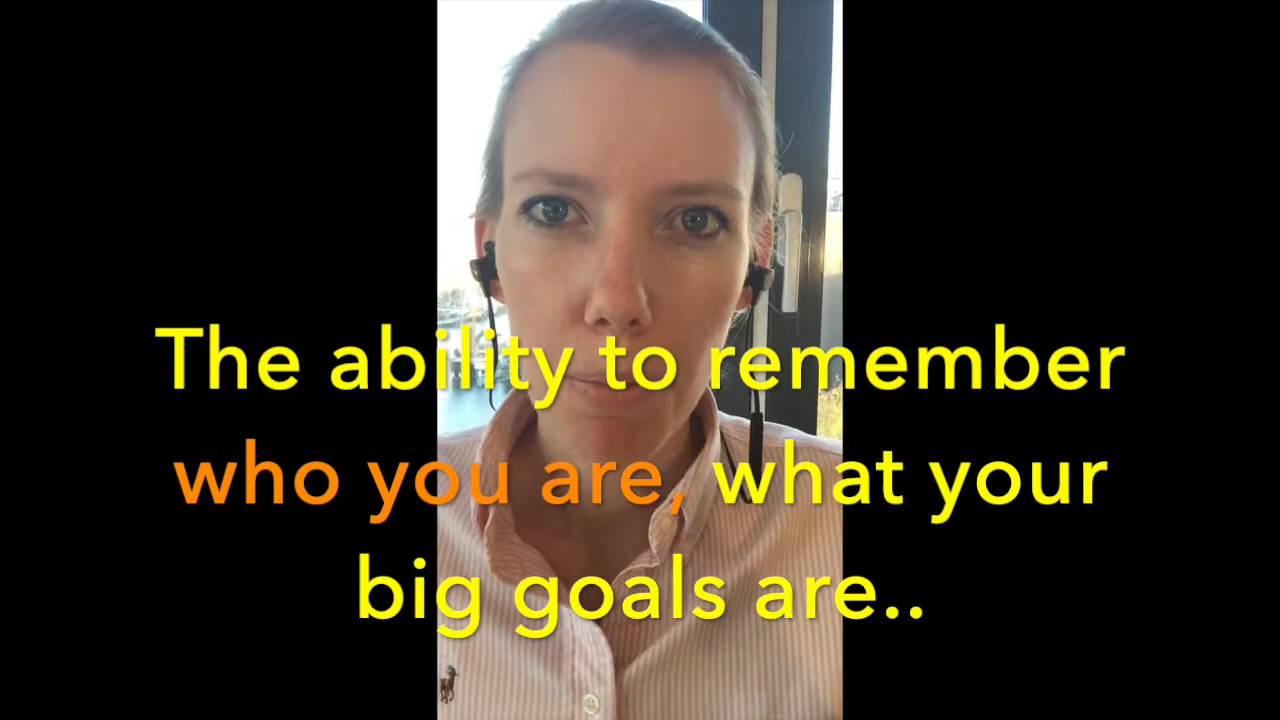 The ability to remember
who you are, what your
big goals are..